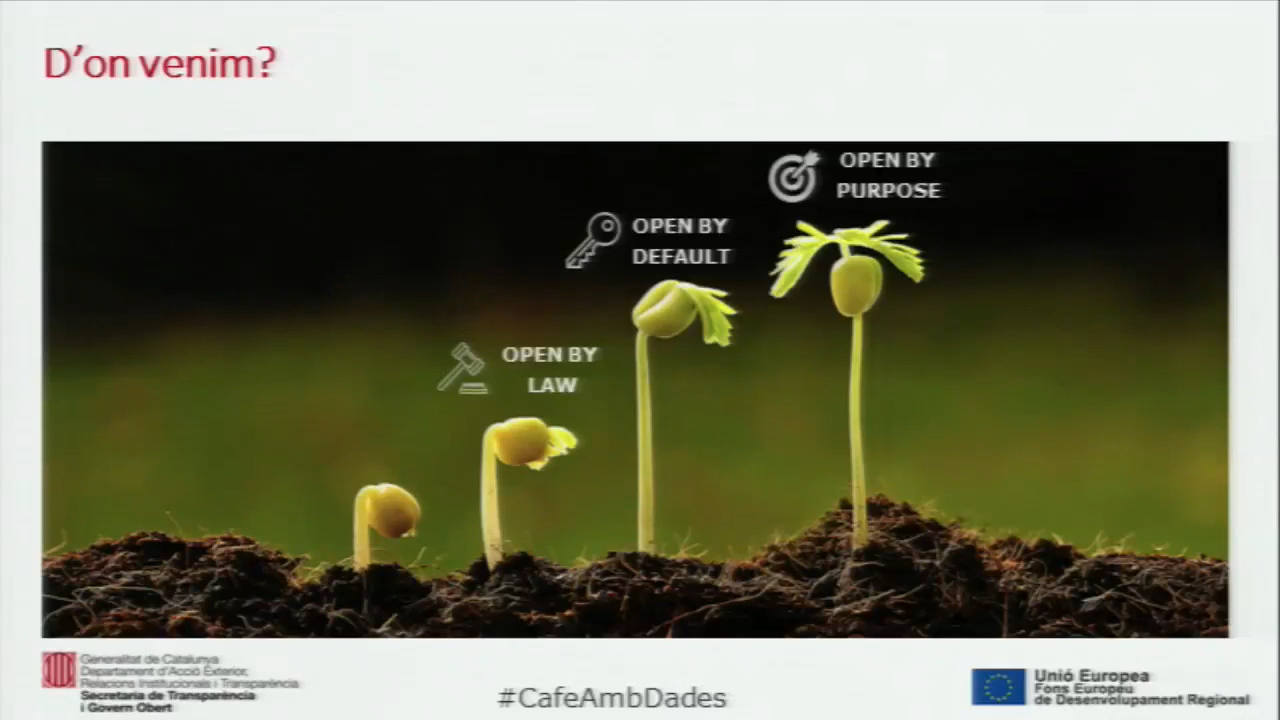 D'on venim?
OPEN BY
PURPOSE
OPEN BY
DEFAULT
OPEN BY
LAW
Generalitat de Catalunya
Departament d'Acció Exterior,
Relacions Institucionals i Transparència
Secretaria de Transparència
i Govern Obert
#CafeAmbDades
Unió Europea
Fons Europeu
de Desenvolupament Regional